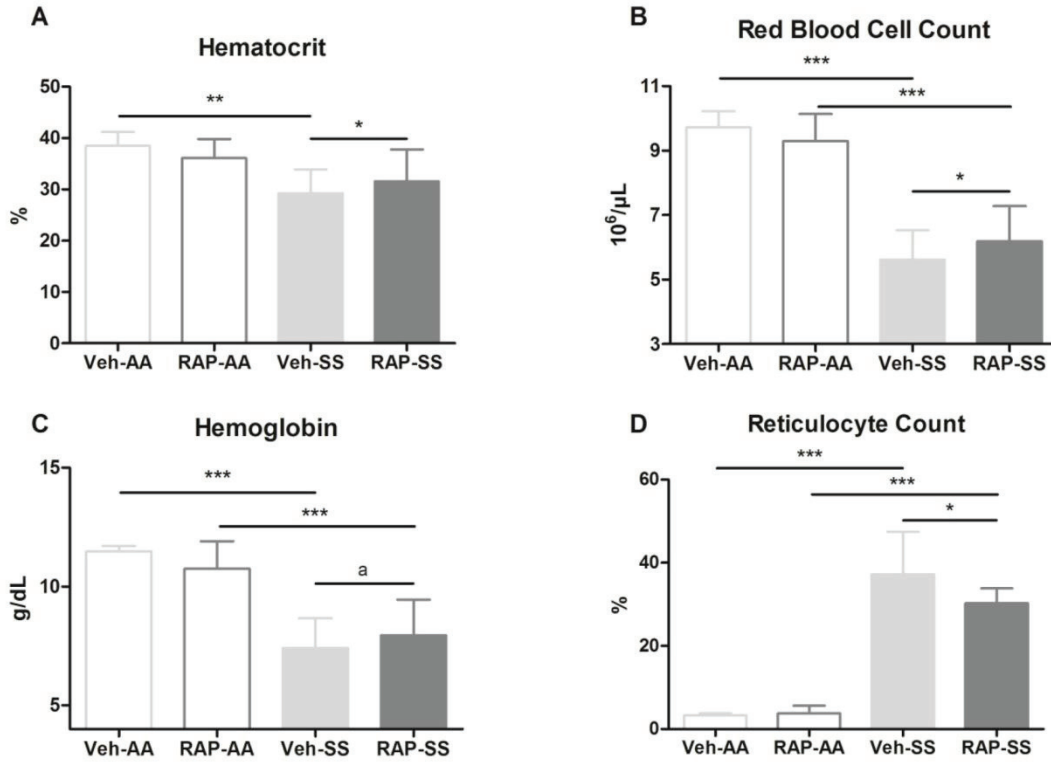 A
Hematocrit
50
40
30
20
10
0
%
**
*
Veh-AA RAP-AA Veh-SS RAP-SS
B
Red Blood Cell Count
11
9
7
5
3
10⁶/µL
***
***
*
Veh-AA RAP-AA Veh-SS RAP-SS
C
Hemoglobin
15
10
5
g/dL
***
***
a
Veh-AA RAP-AA Veh-SS RAP-SS
D
Reticulocyte Count
60
40
20
0
%
***
***
*
Veh-AA RAP-AA Veh-SS RAP-SS